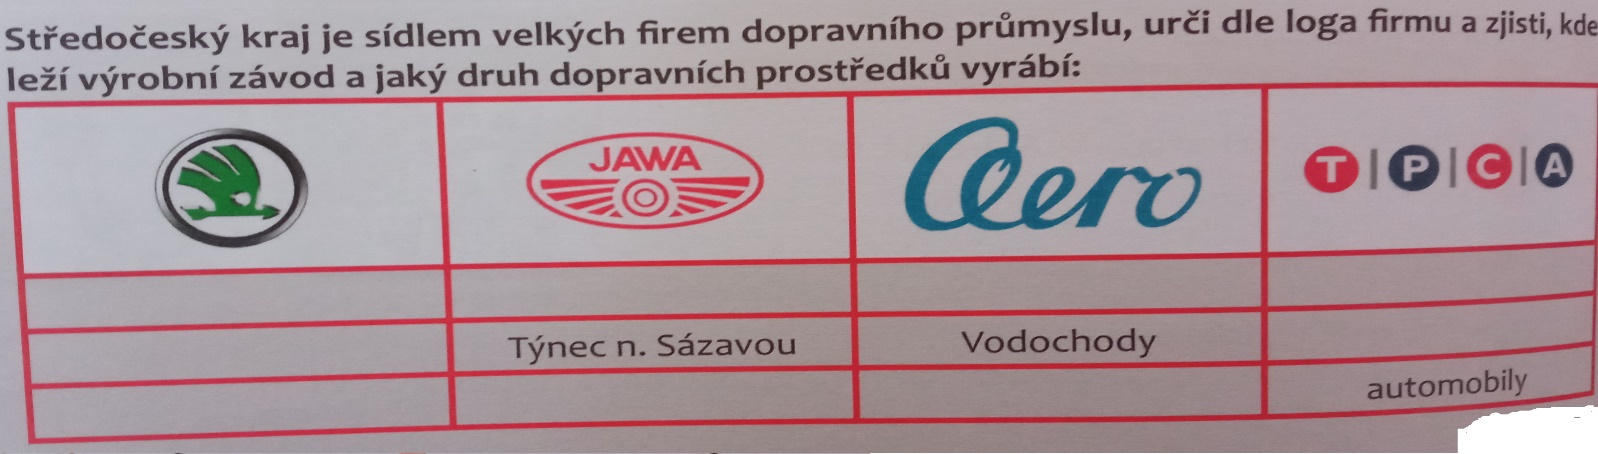 Středočeský kraj je sídlem velkých firem dopravního průmyslu, urči dle loga firmu a zjisti, kde
leží výrobní závod a jaký druh dopravních prostředků vyrábí:
JAWA
aero
T|P|C|A
Týnec n. Sázavou
Vodochody
automobily